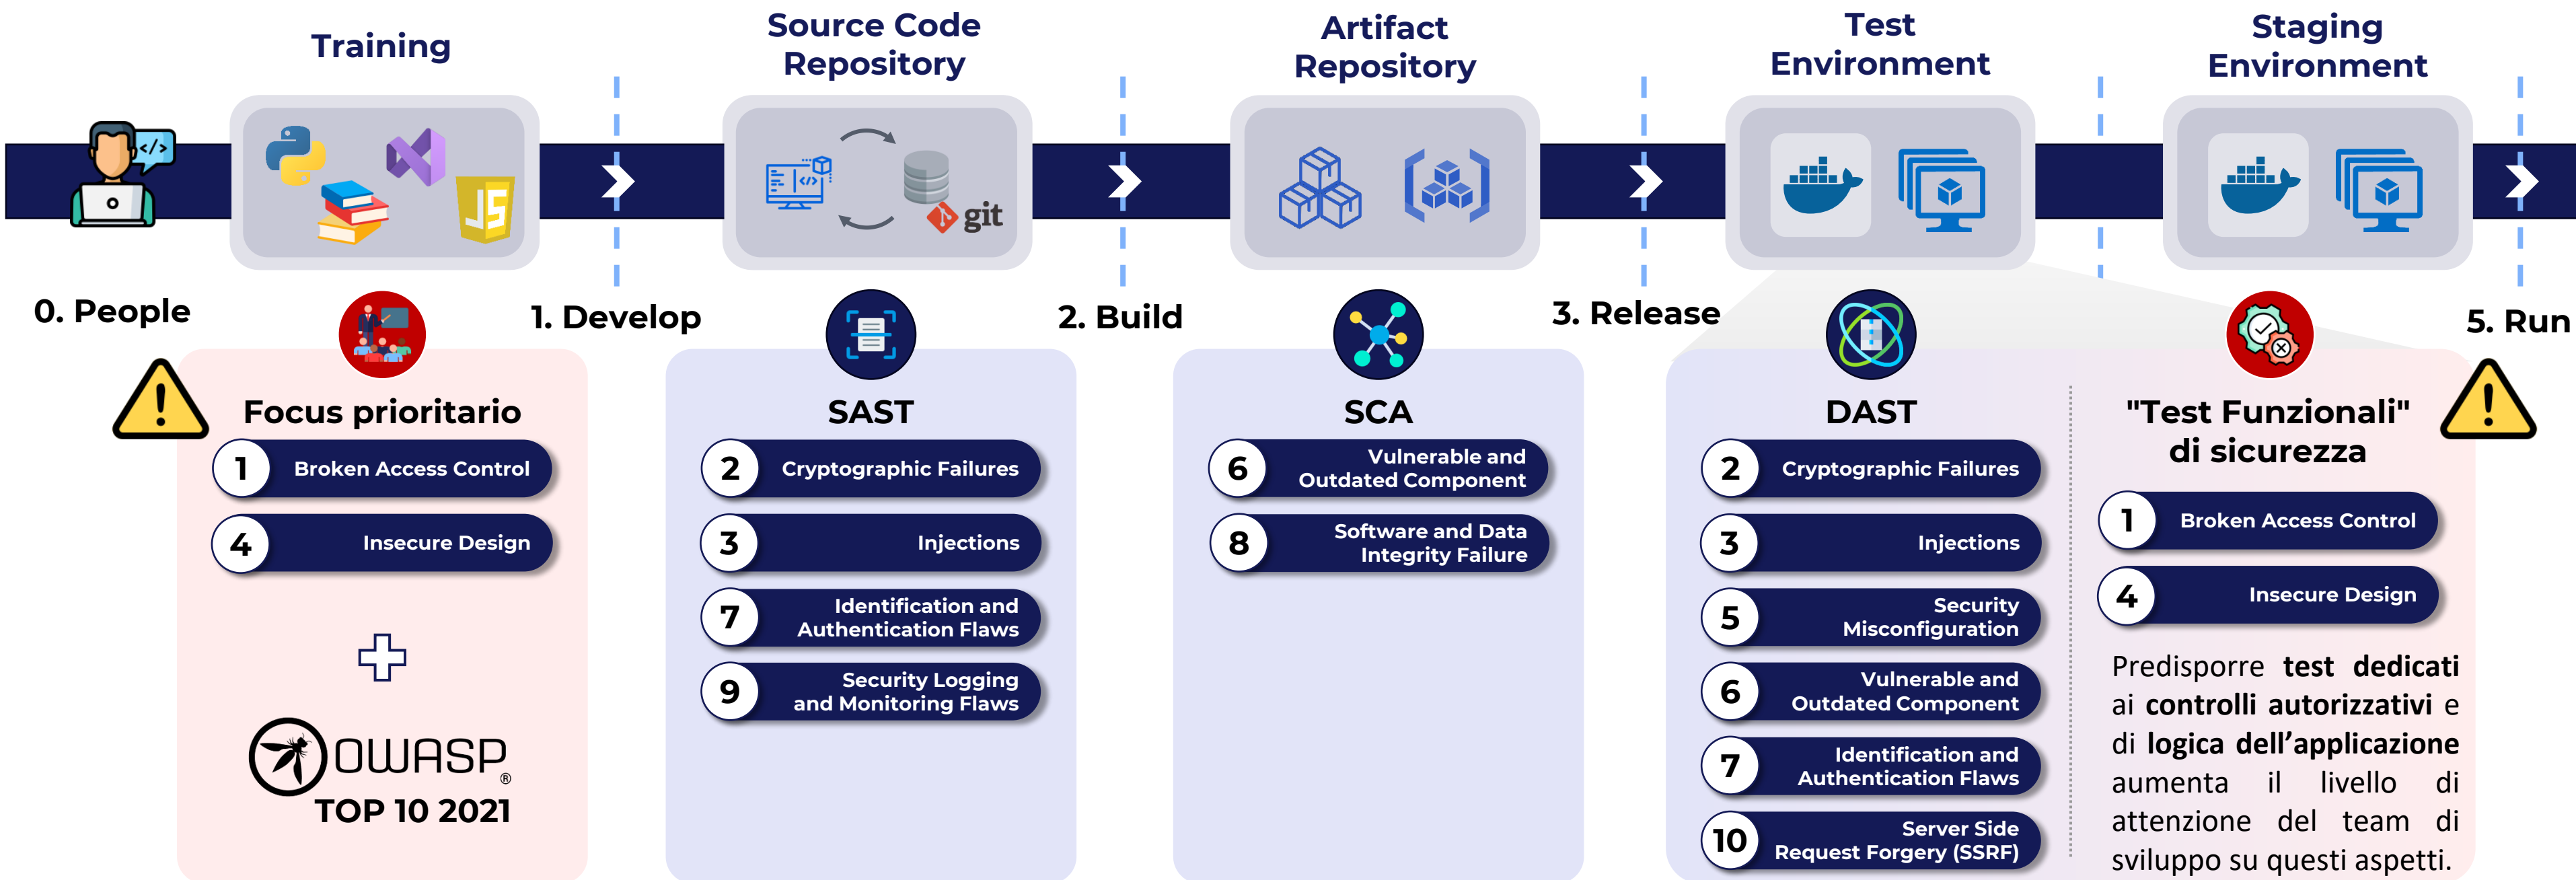 Training
Source Code
Repository
Artifact
Repository
Test
Environment
Staging
Environment
</>
</>
JS
git
0. People
1. Develop
2. Build
3. Release
5. Run
Focus prioritario
1 Broken Access Control
4 Insecure Design
OWASP®
TOP 10 2021
SAST
2 Cryptographic Failures
3 Injections
7 Identification and
Authentication Flaws
9 Security Logging
and Monitoring Flaws
SCA
6 Vulnerable and
Outdated Component
8 Software and Data
Integrity Failure
DAST
2 Cryptographic Failures
3 Injections
5 Security
Misconfiguration
6 Vulnerable and
Outdated Component
7 Identification and
Authentication Flaws
10 Server Side
Request Forgery (SSRF)
"Test Funzionali"
di sicurezza
1 Broken Access Control
4 Insecure Design
Predisporre test dedicati
ai controlli autorizzativi e
di logica dell’applicazione
aumenta il livello di
attenzione del team di
sviluppo su questi aspetti.